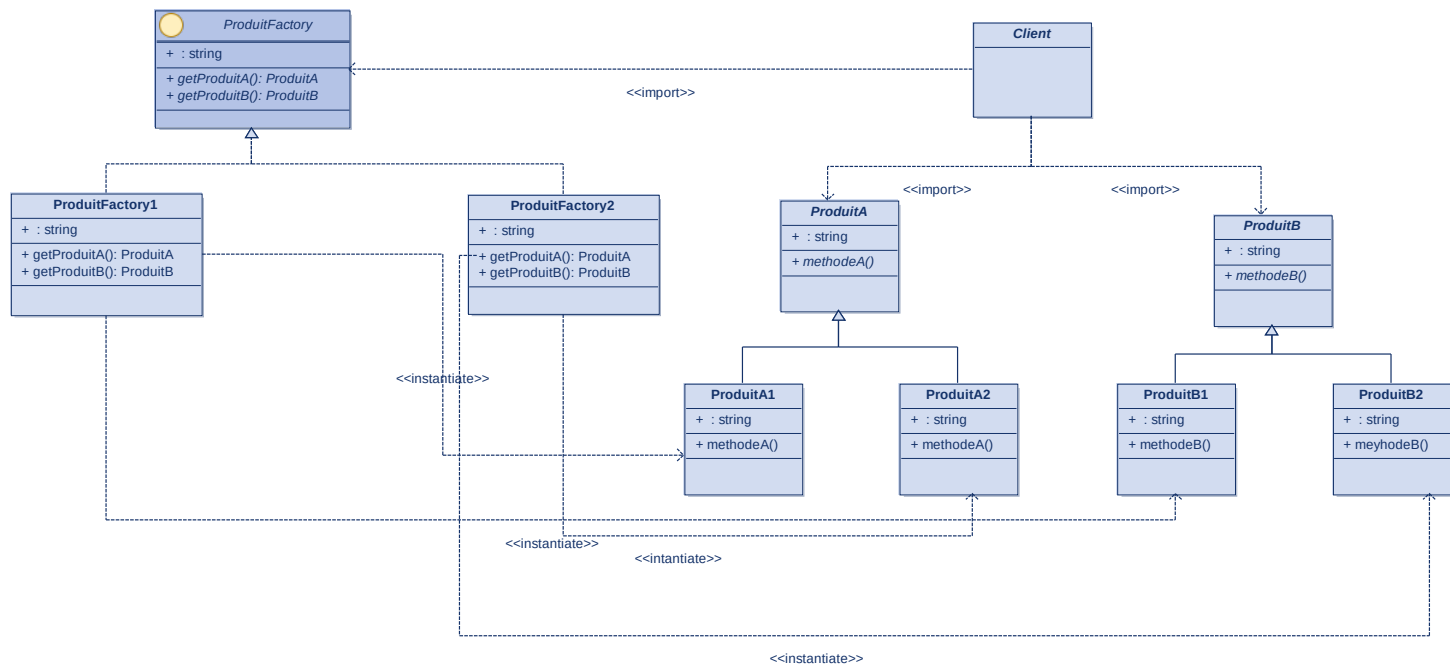 ProduitFactory
+ : string
+ getProduitA(): ProduitA
+ getProduitB(): ProduitB
Client
<<import>>
<<import>>
<<import>>
ProduitFactory1
+ : string
+ getProduitA(): ProduitA
+ getProduitB(): ProduitB
ProduitFactory2
+ : string
+ getProduitA(): ProduitA
+ getProduitB(): ProduitB
ProduitA
+ : string
+ methodeA()
ProduitB
+ : string
+ methodeB()
<<instantiate>>
ProduitA1
+ : string
+ methodeA()
ProduitA2
+ : string
+ methodeA()
ProduitB1
+ : string
+ methodeB()
ProduitB2
+ : string
+ meyhodeB()
<<instantiate>>
<<intantiate>>
<<instantiate>>